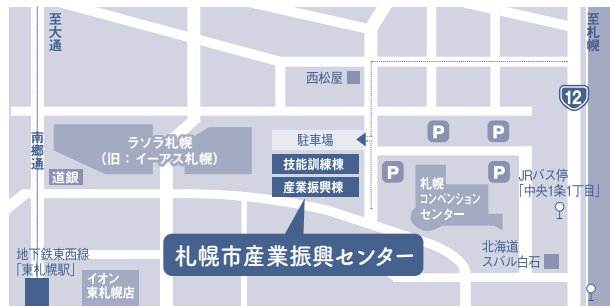 至大通
至札幌
西松屋
12
南郷通
ラソラ札幌
(旧:イーアス札幌)
駐車場
P
P
技能訓練棟
道銀
産業振興棟
P
P
札幌
コンベンション
センター
JRバス停
「中央1条1丁目」
札幌市産業振興センター
地下鉄東西線
「東札幌駅」
イオン
東札幌店
北海道
スバル白石